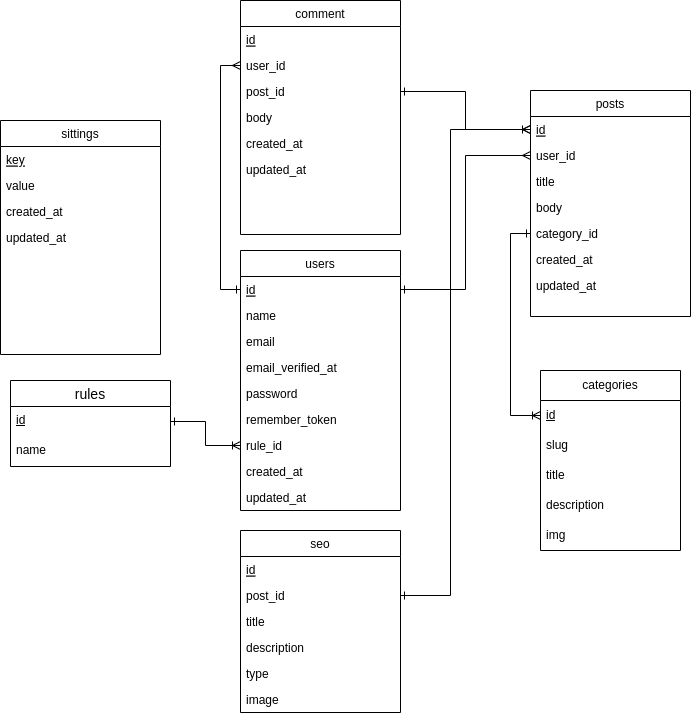 comment
id
user_id
post_id
body
created_at
updated_at
posts
id
user_id
title
body
category_id
created_at
updated_at
sittings
key
value
created_at
updated_at
users
id
name
email
email_verified_at
password
remember_token
rule_id
created_at
updated_at
rules
id
name
categories
id
slug
title
description
img
seo
id
post_id
title
description
type
image